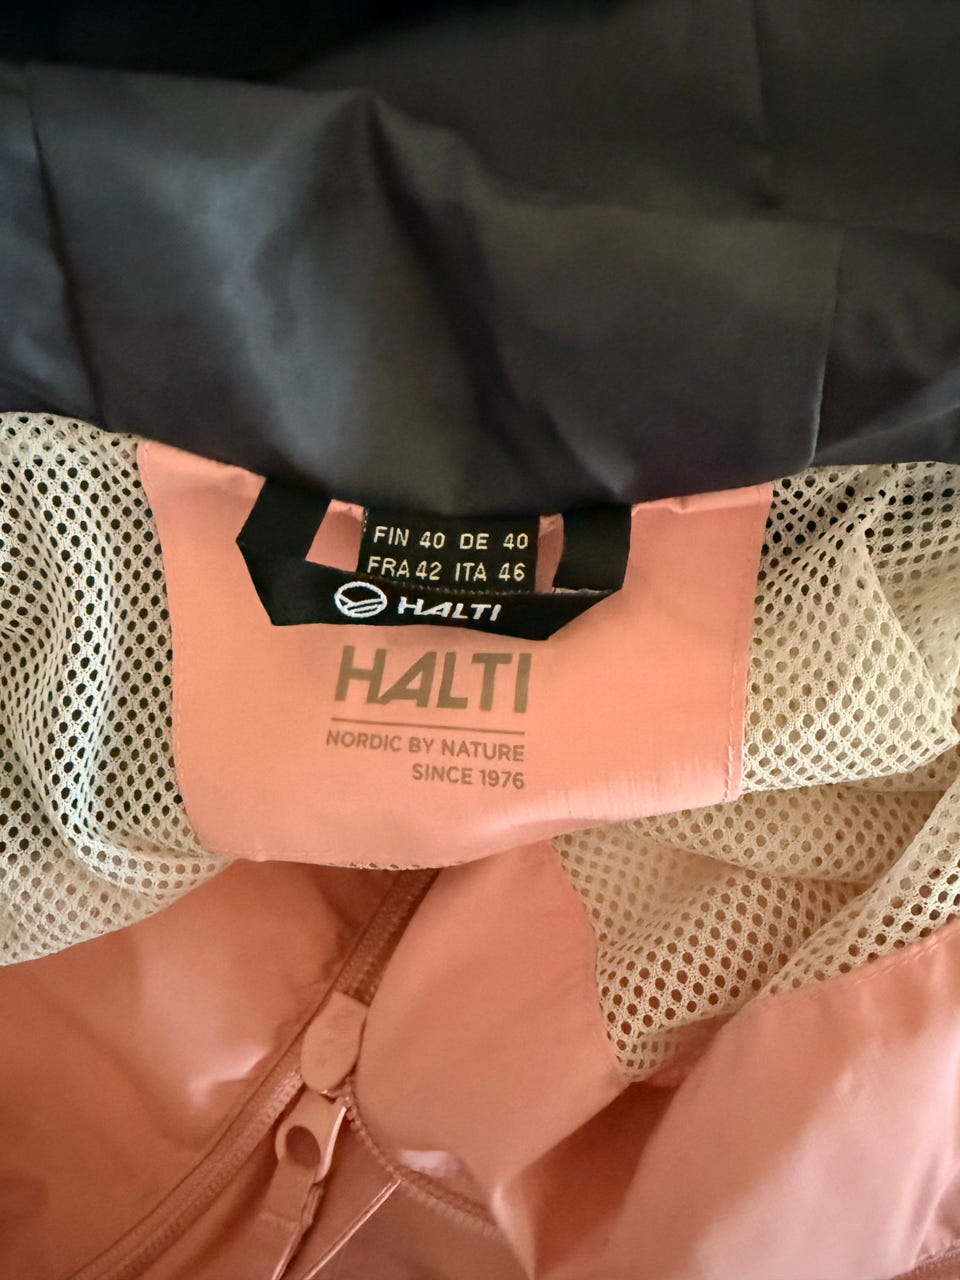 FIN 40 DE 40
FRA 42 ITA 46
HALTI
HALTI
NORDIC BY NATURE
SINCE 1976